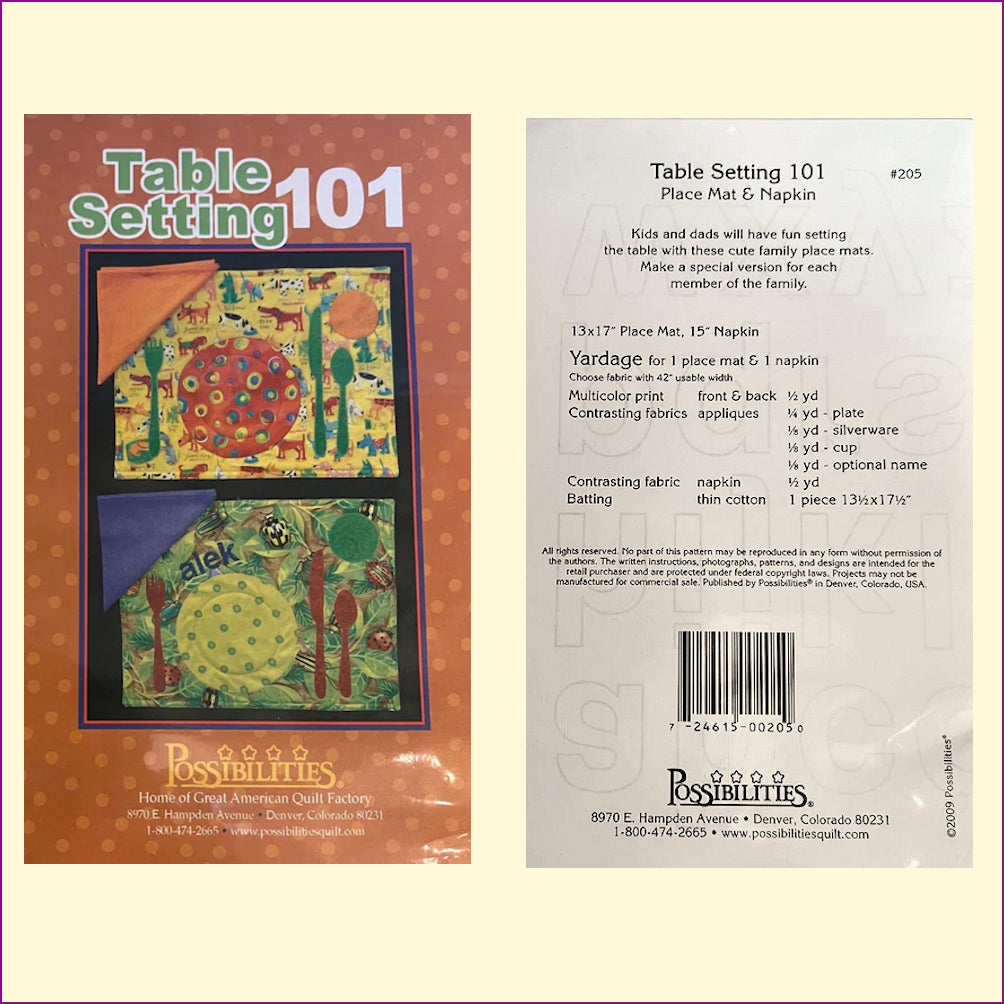 Table
Setting 101
alek
POSSIBILITIES®
Home of Great American Quilt Factory
8970 E. Hampden Avenue • Denver, Colorado 80231
1-800-474-2665 • www.possibilitiesquilt.com
Table Setting 101 #205
Place Mat & Napkin
Kids and dads will have fun setting
the table with these cute family place mats.
Make a special version for each
member of the family.
13x17" Place Mat, 15" Napkin
Yardage for 1 place mat & 1 napkin
Choose fabric with 42" usable width
Multicolor print front & back ½ yd
Contrasting fabrics appliques ¼ yd - plate
⅛ yd - silverware
⅛ yd - cup
⅛ yd - optional name
Contrasting fabric napkin ½ yd
Batting thin cotton 1 piece 13½x17½"
All rights reserved. No part of this pattern may be reproduced in any form without permission of
the authors. The written instructions, photographs, patterns, and designs are intended for the
retail purchaser and are protected under federal copyright laws. Projects may not be
manufactured for commercial sale. Published by Possibilities® in Denver, Colorado, USA.
7 -24615-00205 0
POSSIBILITIES®
8970 E. Hampden Avenue • Denver, Colorado 80231
1-800-474-2665 • www.possibilitiesquilt.com
©2009 Possibilities®